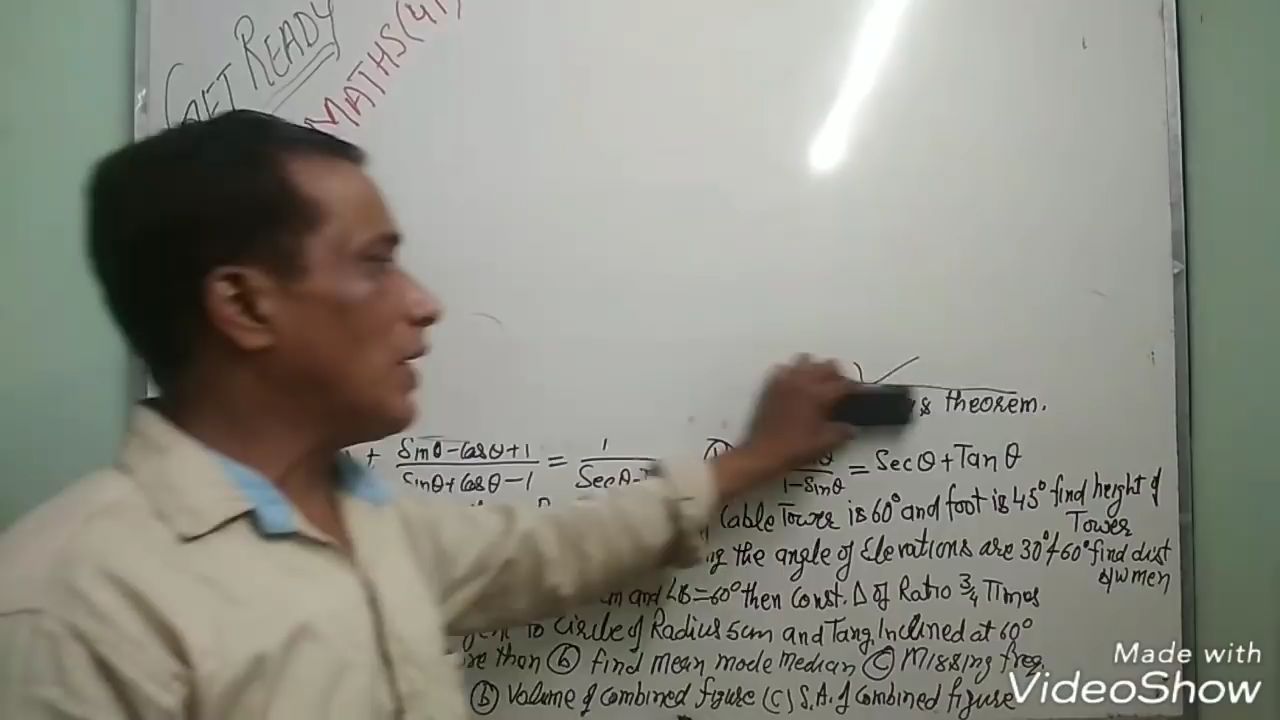 GET READY
MATHS (41
theorem.
+ Sinθ-Cosθ+1/Sinθ+Cosθ-1 = 1/Secθ-T
/1-Sinθ = Secθ+Tanθ
Cable Tower is 60° and foot is 45° find height of
Tower
the angle of Elevations are 30° & 60° find dist
b/w men
m and ∠B=60° then Const. Δ of Ratio 3/4 Times
To Circle of Radius 5cm and Tang. Inclined at 60°
re than (b) find Mean mode Median (C) Missing freq.
(b) Volume of Combined figure (C) S.A. of Combined figure
Made with
VideoShow